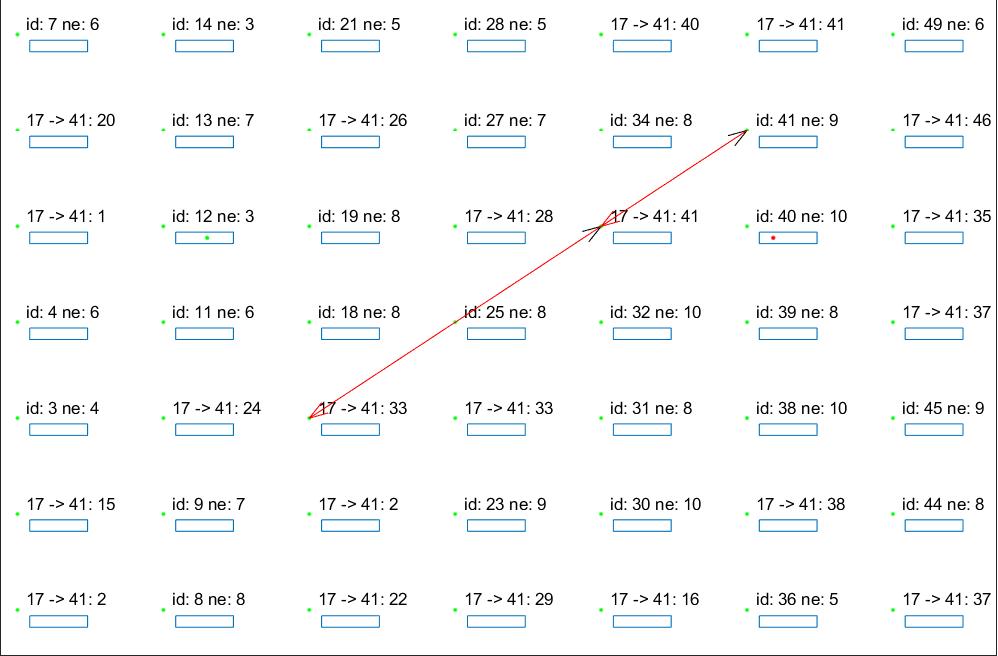 id: 7 ne: 6
id: 14 ne: 3
id: 21 ne: 5
id: 28 ne: 5
17 -> 41: 40
17 -> 41: 41
id: 49 ne: 6
17 -> 41: 20
id: 13 ne: 7
17 -> 41: 26
id: 27 ne: 7
id: 34 ne: 8
id: 41 ne: 9
17 -> 41: 46
17 -> 41: 1
id: 12 ne: 3
id: 19 ne: 8
17 -> 41: 28
17 -> 41: 41
id: 40 ne: 10
17 -> 41: 35
id: 4 ne: 6
id: 11 ne: 6
id: 18 ne: 8
id: 25 ne: 8
id: 32 ne: 10
id: 39 ne: 8
17 -> 41: 37
id: 3 ne: 4
17 -> 41: 24
17 -> 41: 33
17 -> 41: 33
id: 31 ne: 8
id: 38 ne: 10
id: 45 ne: 9
17 -> 41: 15
id: 9 ne: 7
17 -> 41: 2
id: 23 ne: 9
id: 30 ne: 10
17 -> 41: 38
id: 44 ne: 8
17 -> 41: 2
id: 8 ne: 8
17 -> 41: 22
17 -> 41: 29
17 -> 41: 16
id: 36 ne: 5
17 -> 41: 37